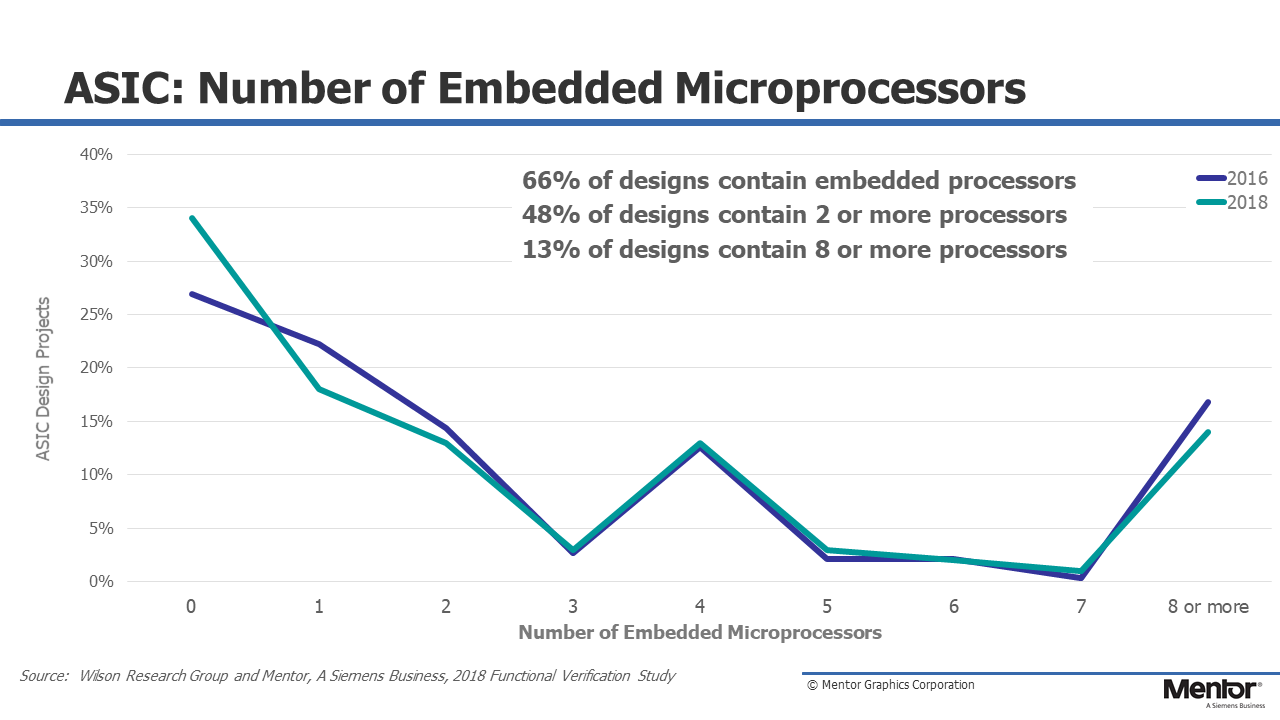 ASIC: Number of Embedded Microprocessors
40%
35%
30%
25%
20%
15%
10%
5%
0%
ASIC Design Projects
66% of designs contain embedded processors
48% of designs contain 2 or more processors
13% of designs contain 8 or more processors
2016
2018
0 1 2 3 4 5 6 7 8 or more
Number of Embedded Microprocessors
Source: Wilson Research Group and Mentor, A Siemens Business, 2018 Functional Verification Study
© Mentor Graphics Corporation
Mentor®
A Siemens Business